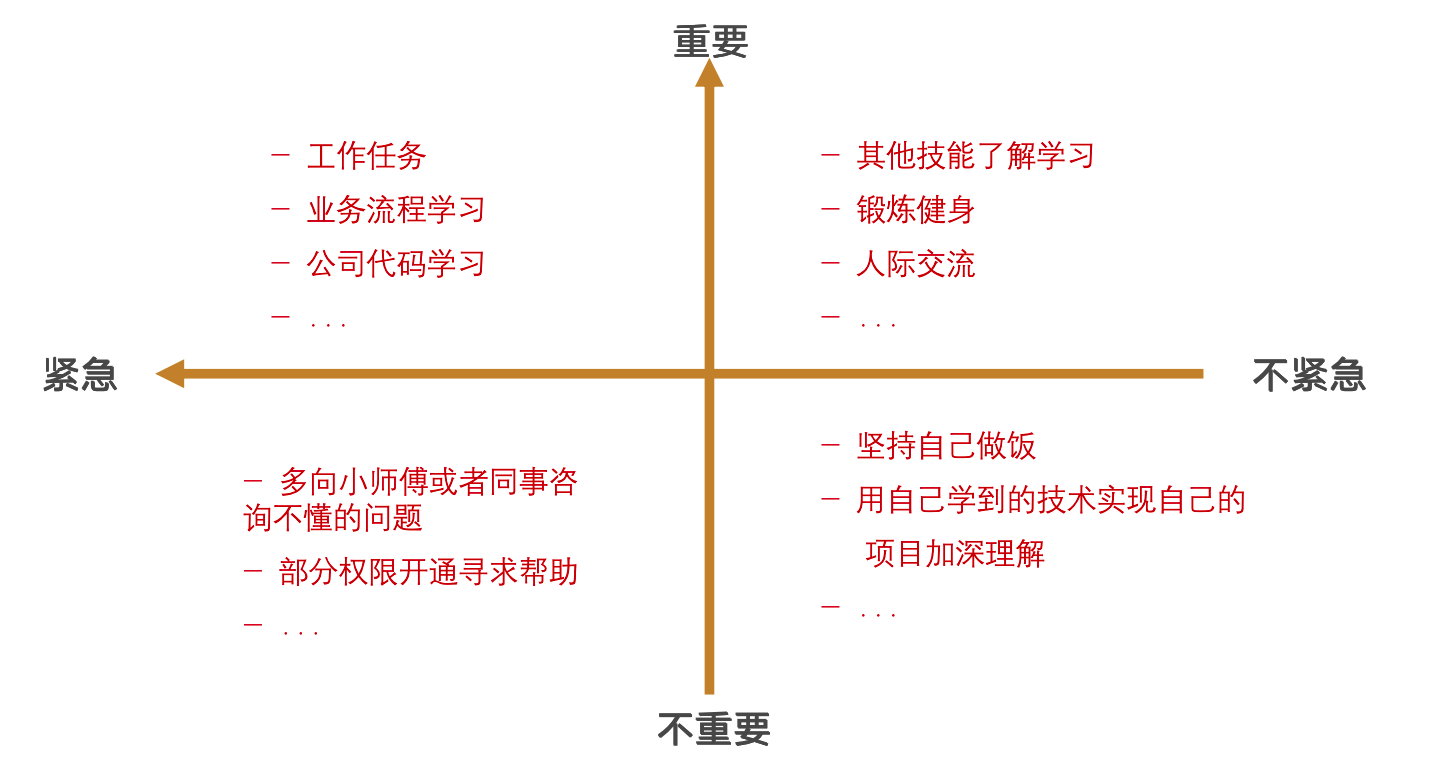 重要
— 工作任务
— 业务流程学习
— 公司代码学习
— ...
— 其他技能了解学习
— 锻炼健身
— 人际交流
— ...
紧急
不紧急
— 多向小师傅或者同事咨
询不懂的问题
— 部分权限开通寻求帮助
— ...
— 坚持自己做饭
— 用自己学到的技术实现自己的
项目加深理解
— ...
不重要